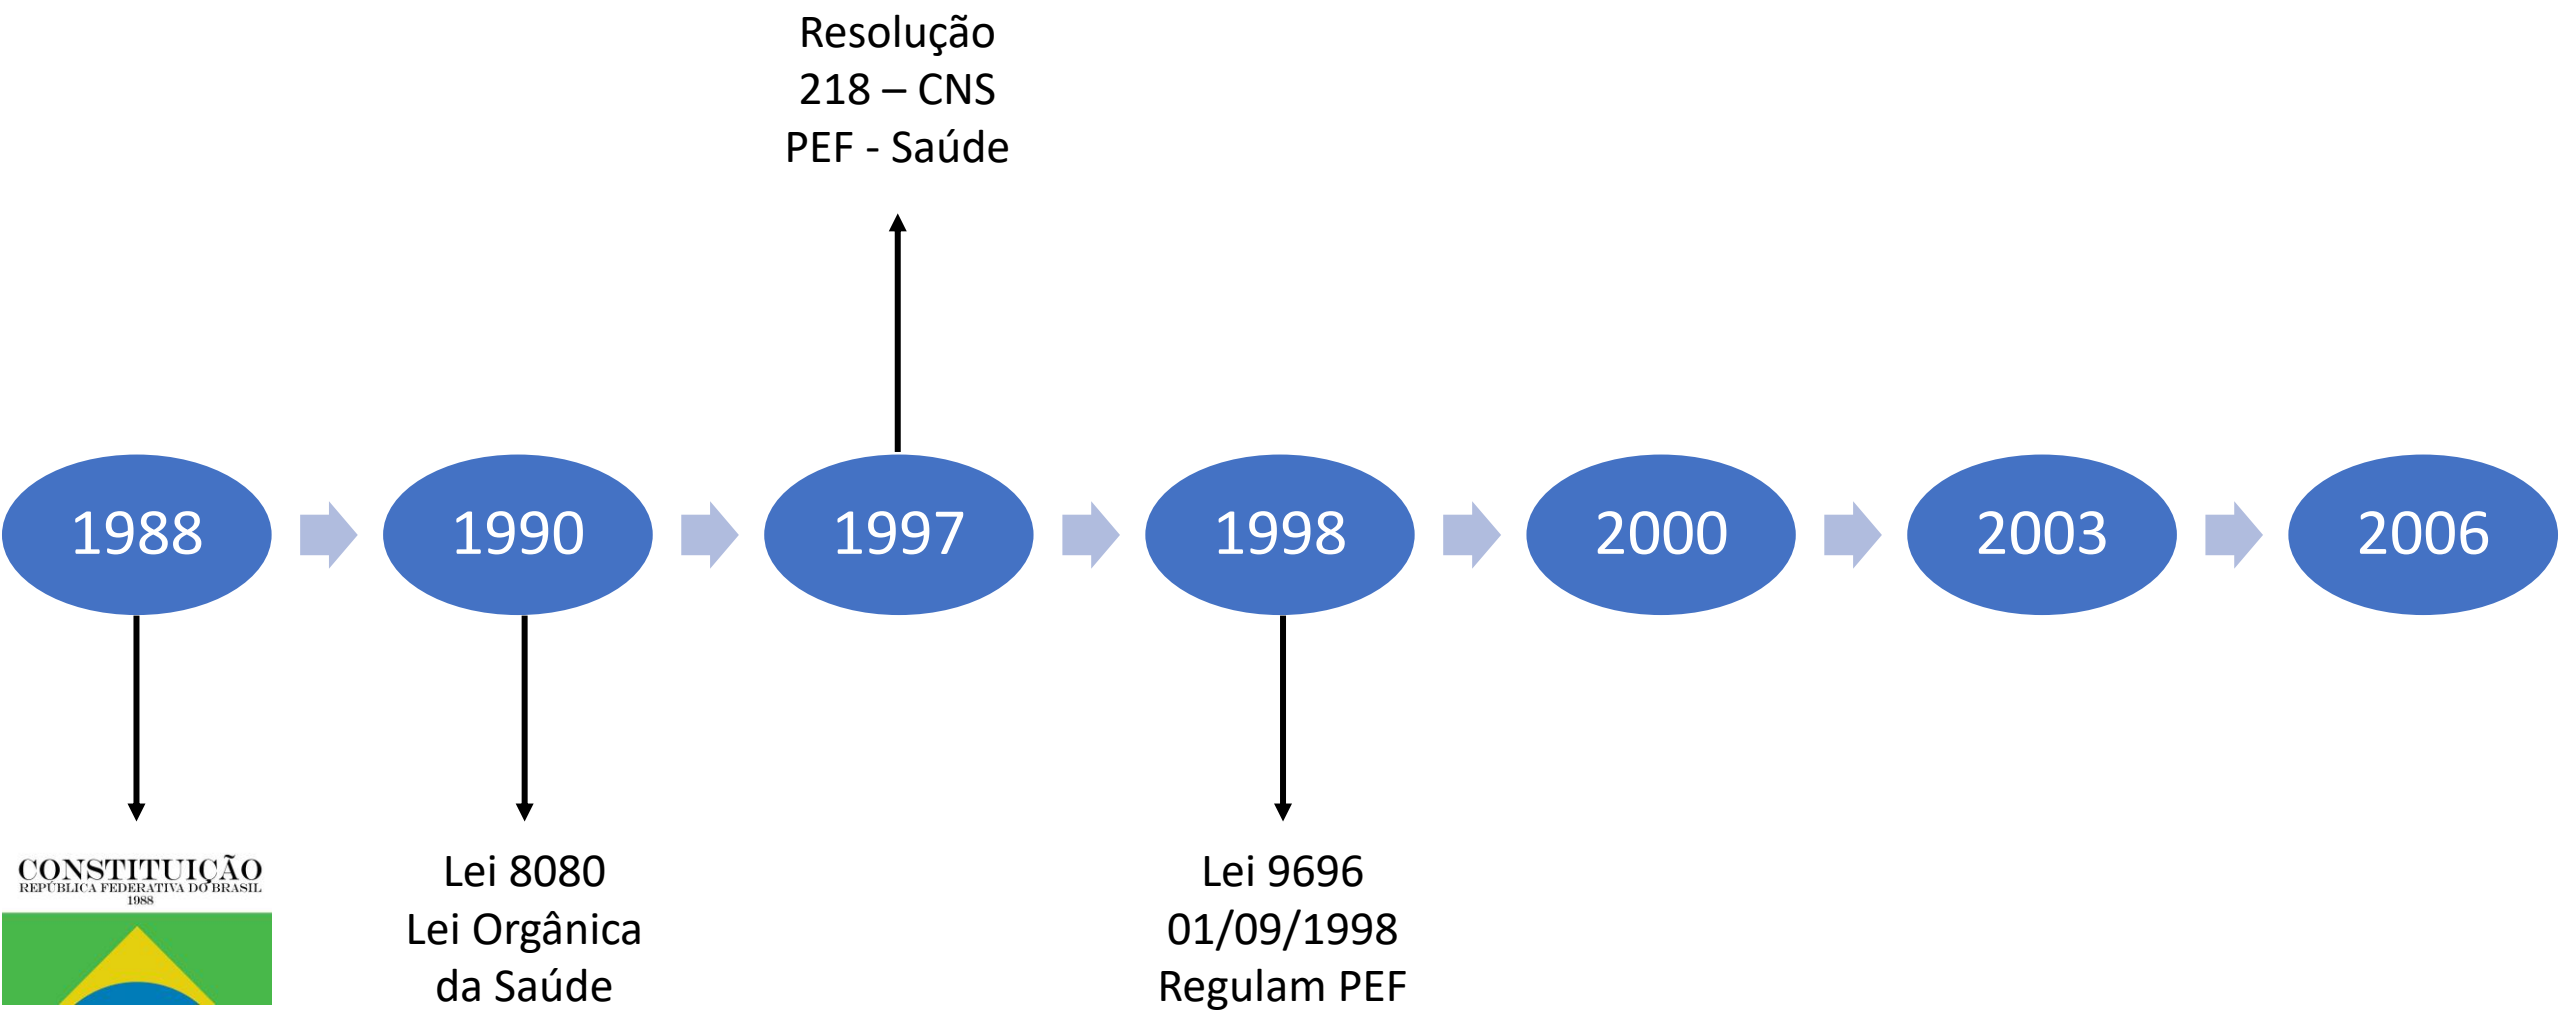 Resolução
218 – CNS
PEF - Saúde
1988
1990
1997
1998
2000
2003
2006
CONSTITUIÇÃO
REPÚBLICA FEDERATIVA DO BRASIL
1988
Lei 8080
Lei Orgânica
da Saúde
Lei 9696
01/09/1998
Regulam PEF